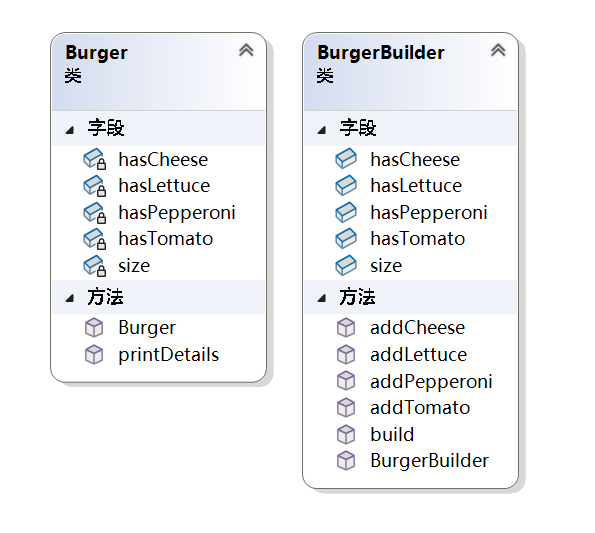 Burger
类
字段
hasCheese
hasLettuce
hasPepperoni
hasTomato
size
方法
Burger
printDetails
BurgerBuilder
类
字段
hasCheese
hasLettuce
hasPepperoni
hasTomato
size
方法
addCheese
addLettuce
addPepperoni
addTomato
build
BurgerBuilder